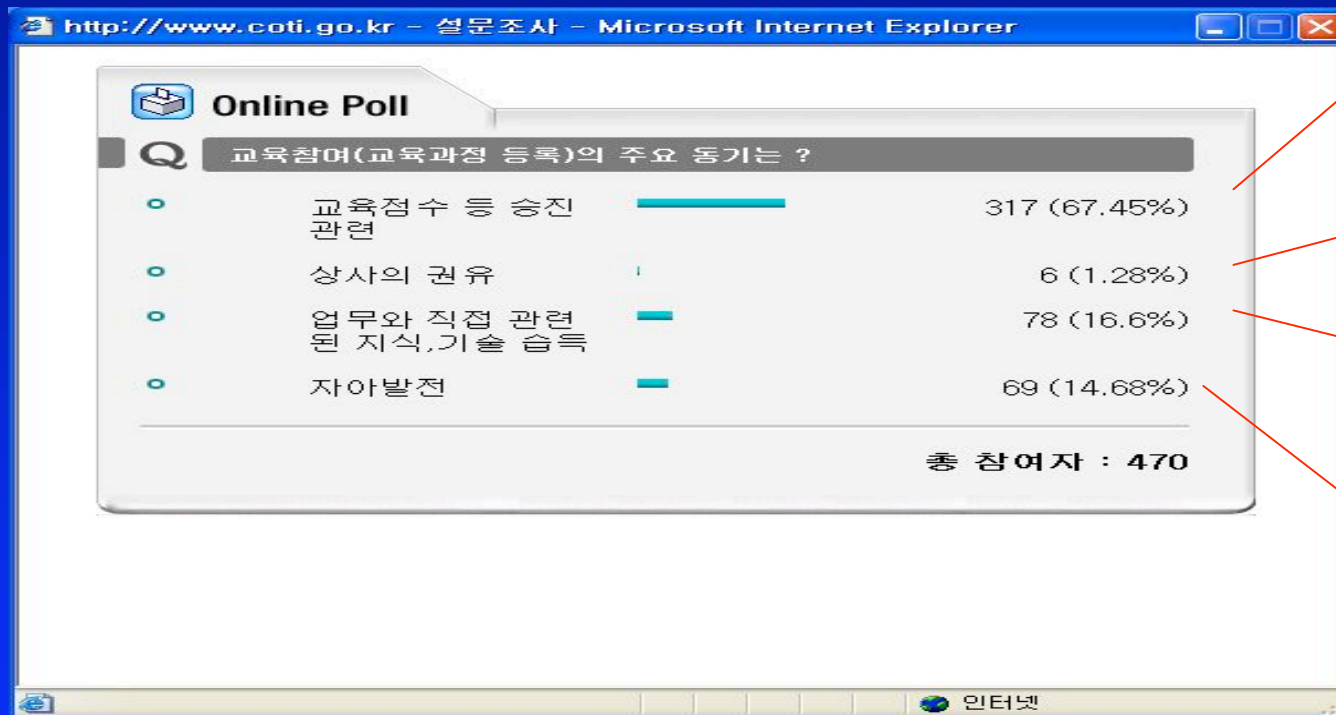 http://www.coti.go.kr - 설문조사 - Microsoft Internet Explorer
Online Poll
Q 교육참여(교육과정 등록)의 주요 동기는 ?
교육점수 등 승진 317 (67.45%)
관련
상사의 권유 6 (1.28%)
업무와 직접 관련 78 (16.6%)
된 지식,기술 습득
자아발전 69 (14.68%)
총 참여자 : 470
인터넷